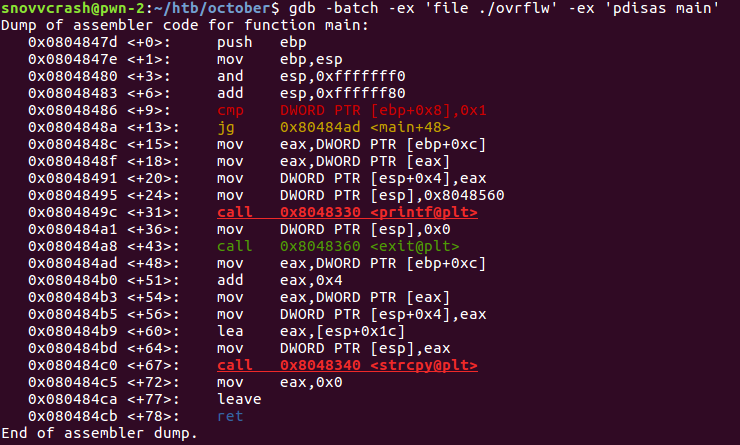 snovvcrash@pwn-2:~/htb/october$ gdb -batch -ex 'file ./ovrflw' -ex 'pdisas main'
Dump of assembler code for function main:
   0x0804847d <+0>:     push   ebp
   0x0804847e <+1>:     mov    ebp,esp
   0x08048480 <+3>:     and    esp,0xfffffff0
   0x08048483 <+6>:     add    esp,0xffffff80
   0x08048486 <+9>:     cmp    DWORD PTR [ebp+0x8],0x1
   0x0804848a <+13>:    jg     0x80484ad <main+48>
   0x0804848c <+15>:    mov    eax,DWORD PTR [ebp+0xc]
   0x0804848f <+18>:    mov    eax,DWORD PTR [eax]
   0x08048491 <+20>:    mov    DWORD PTR [esp+0x4],eax
   0x08048495 <+24>:    mov    DWORD PTR [esp],0x8048560
   0x0804849c <+31>:    call   0x8048330 <printf@plt>
   0x080484a1 <+36>:    mov    DWORD PTR [esp],0x0
   0x080484a8 <+43>:    call   0x8048360 <exit@plt>
   0x080484ad <+48>:    mov    eax,DWORD PTR [ebp+0xc]
   0x080484b0 <+51>:    add    eax,0x4
   0x080484b3 <+54>:    mov    eax,DWORD PTR [eax]
   0x080484b5 <+56>:    mov    DWORD PTR [esp+0x4],eax
   0x080484b9 <+60>:    lea    eax,[esp+0x1c]
   0x080484bd <+64>:    mov    DWORD PTR [esp],eax
   0x080484c0 <+67>:    call   0x8048340 <strcpy@plt>
   0x080484c5 <+72>:    mov    eax,0x0
   0x080484ca <+77>:    leave
   0x080484cb <+78>:    ret
End of assembler dump.